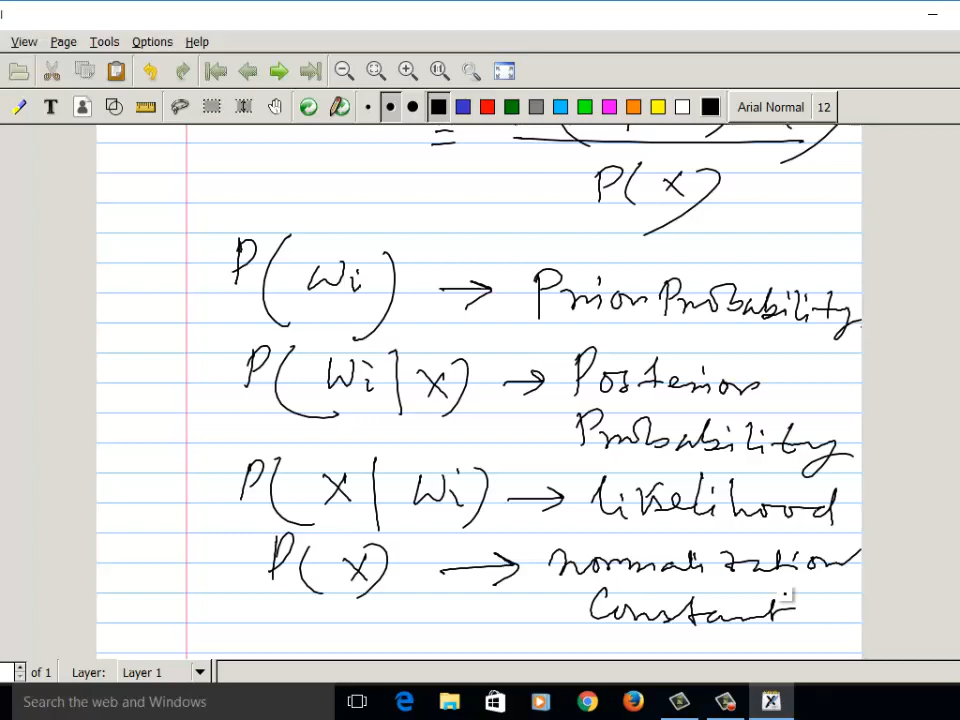 View Page Tools Options Help
T Arial Normal 12
=
P(x)
P(wi) → Prior Probability
P(wi|x) → Posterior
Probability
P(x|wi) → likelihood
P(x) → normalization
Constant
of 1 Layer: Layer 1
Search the web and Windows